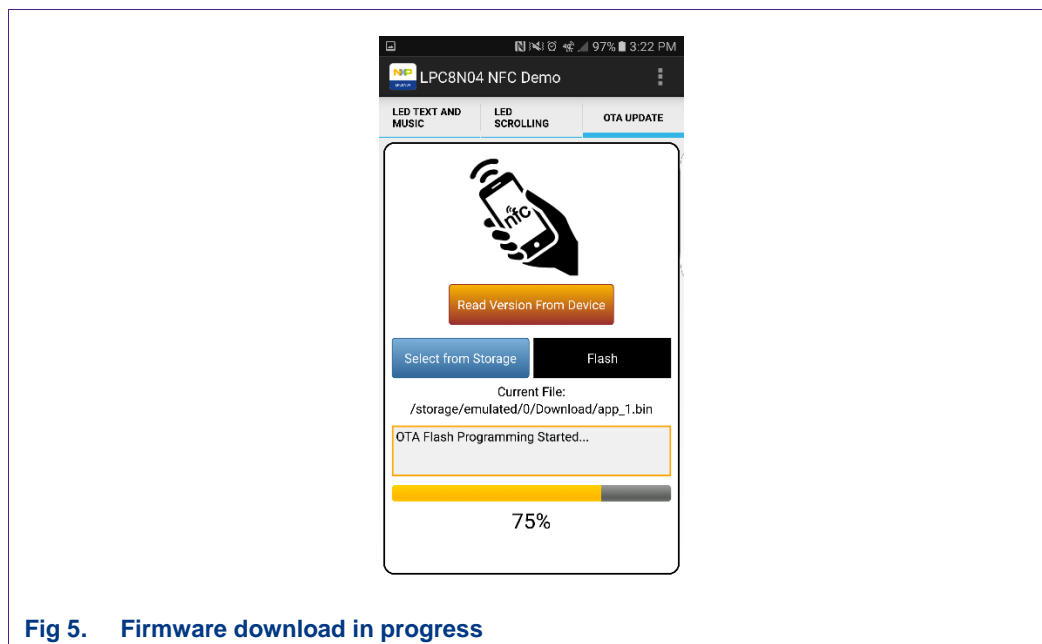 97% 3:22 PM
NXP
LPC8N04 NFC Demo
LED TEXT AND
MUSIC
LED
SCROLLING
OTA UPDATE
nfc
Read Version From Device
Select from Storage
Flash
Current File:
/storage/emulated/0/Download/app_1.bin
OTA Flash Programming Started...
75%
Fig 5. Firmware download in progress